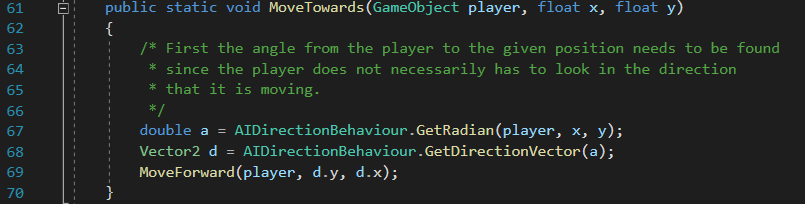 61 public static void MoveTowards(GameObject player, float x, float y)
62 {
63 /* First the angle from the player to the given position needs to be found
64 * since the player does not necessarily has to look in the direction
65 * that it is moving.
66 */
67 double a = AIDirectionBehaviour.GetRadian(player, x, y);
68 Vector2 d = AIDirectionBehaviour.GetDirectionVector(a);
69 MoveForward(player, d.y, d.x);
70 }